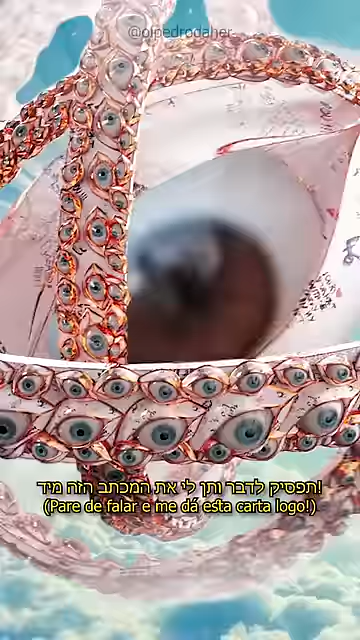 @oipedrodaher
תפסיק לדבר ותן לי את המכתב הזה מיד!
(Pare de falar e me dá esta carta logo!)